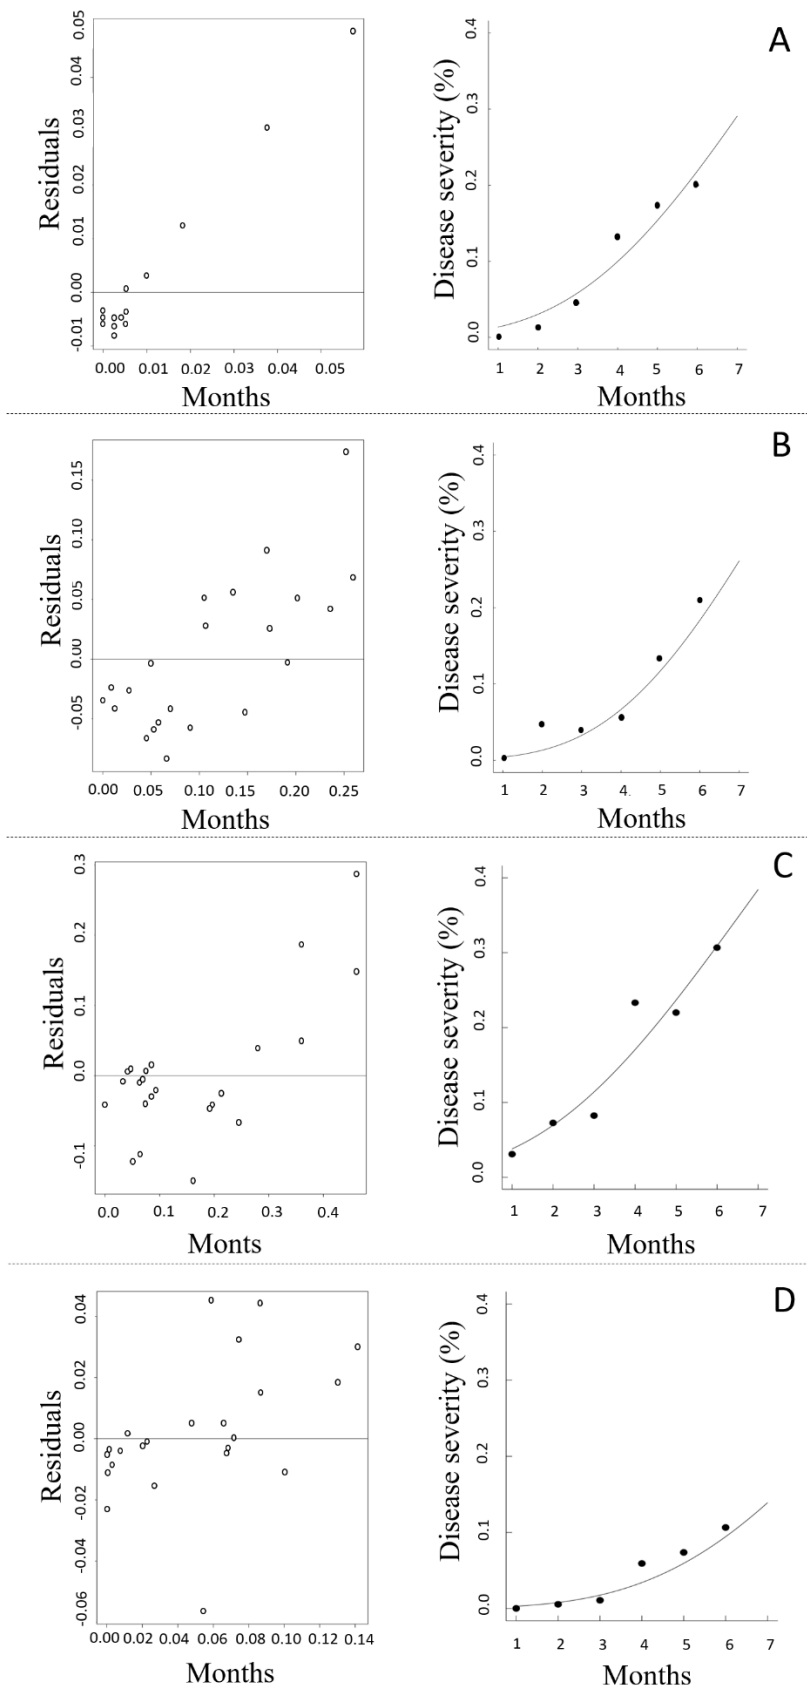 Residuals
0.05
0.04
0.03
0.02
0.01
0.00
-0.01
0.00 0.01 0.02 0.03 0.04 0.05
Months
A
Disease severity (%)
0.4
0.3
0.2
0.1
0.0
1 2 3 4 5 6 7
Months
Residuals
0.15
0.10
0.05
0.00
-0.05
0.00 0.05 0.10 0.15 0.20 0.25
Months
B
Disease severity (%)
0.4
0.3
0.2
0.1
0.0
1 2 3 4. 5 6 7
Months
Residuals
0.3
0.2
0.1
0.0
-0.1
0.0 0.1 0.2 0.3 0.4
Monts
C
Disease severity (%)
0.4
0.3
0.2
0.1
0.0
1 2 3 4 5 6 7
Months
Residuals
0.04
0.02
0.00
-0.02
-0.04
-0.06
0.00 0.02 0.04 0.06 0.08 0.10 0.12 0.14
Months
D
Disease severity (%)
0.4
0.3
0.2
0.1
0.0
1 2 3 4 5 6 7
Months